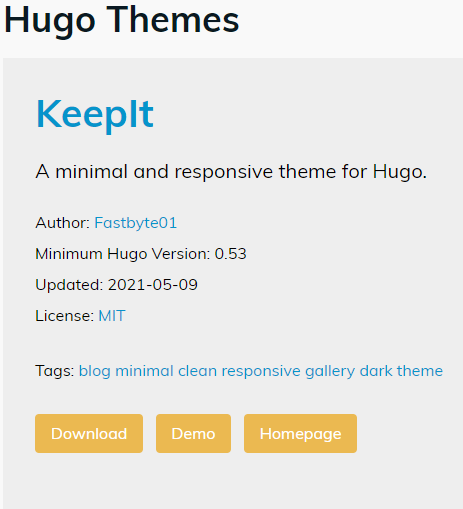 Hugo Themes
KeepIt
A minimal and responsive theme for Hugo.
Author: Fastbyte01
Minimum Hugo Version: 0.53
Updated: 2021-05-09
License: MIT
Tags: blog minimal clean responsive gallery dark theme
Download Demo Homepage